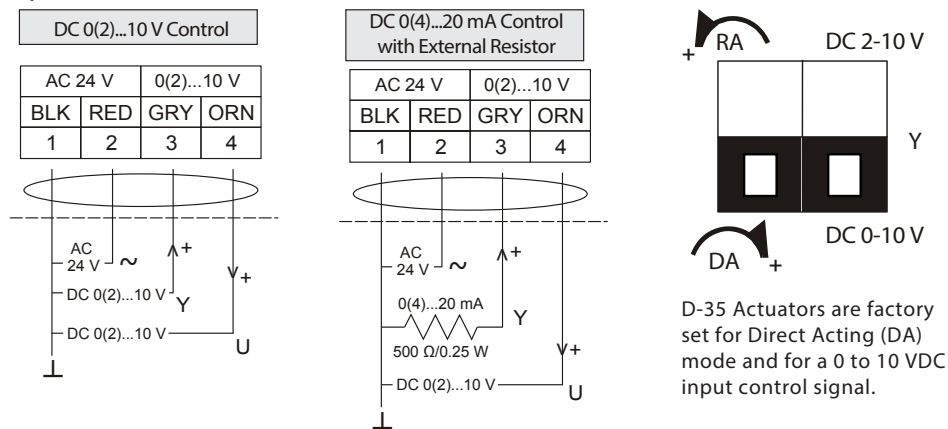 DC 0(2)...10 V Control
AC 24 V 0(2)...10 V
BLK RED GRY ORN
1 2 3 4
AC
24 V ~ +
+
DC 0(2)...10 V Y
DC 0(2)...10 V
U
DC 0(4)...20 mA Control
with External Resistor
AC 24 V 0(2)...10 V
BLK RED GRY ORN
1 2 3 4
AC
24 V ~ +
0(4)...20 mA
Y
500 Ω/0.25 W
+
DC 0(2)...10 V
U
+ RA DC 2-10 V
Y
DC 0-10 V
DA +
D-35 Actuators are factory
set for Direct Acting (DA)
mode and for a 0 to 10 VDC
input control signal.